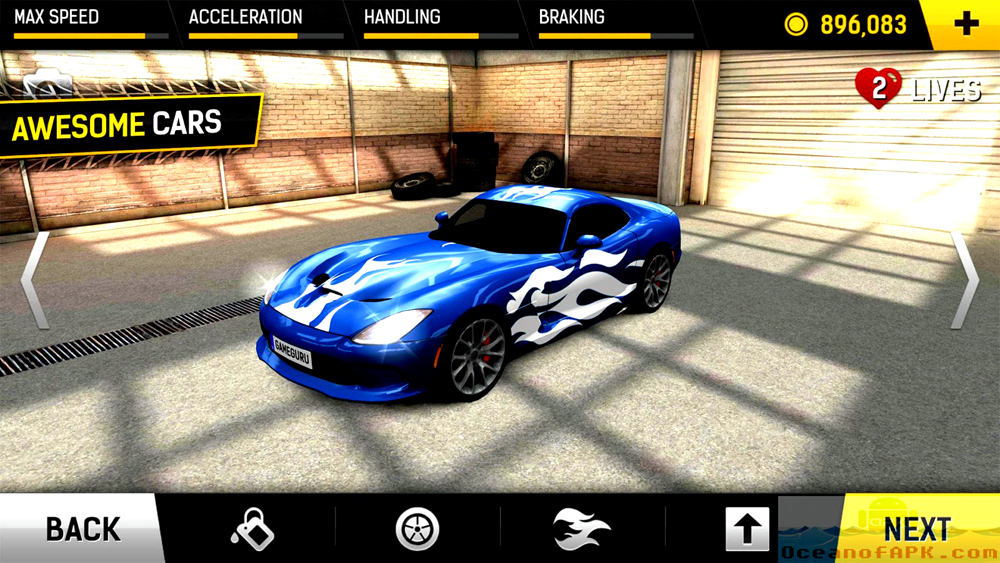 MAX SPEED
ACCELERATION
HANDLING
BRAKING
896,083
+
2 LIVES
AWESOME CARS
GAMEGURU
BACK
NEXT
OceanofAPK.com